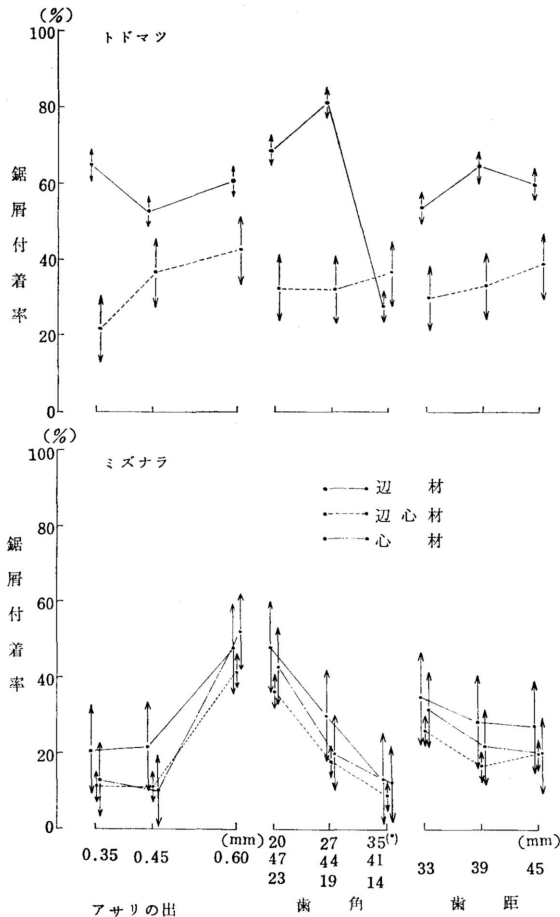 (%)
100
トドマツ
80
60
40
20
0
鋸屑付着率
(%)
100
ミズナラ
辺材
辺心材
心材
80
60
40
20
0
鋸屑付着率
0.35 0.45 0.60 (mm)
20 27 35(°)
47 44 41
23 19 14
33 39 45 (mm)
アサリの出 歯角 歯距